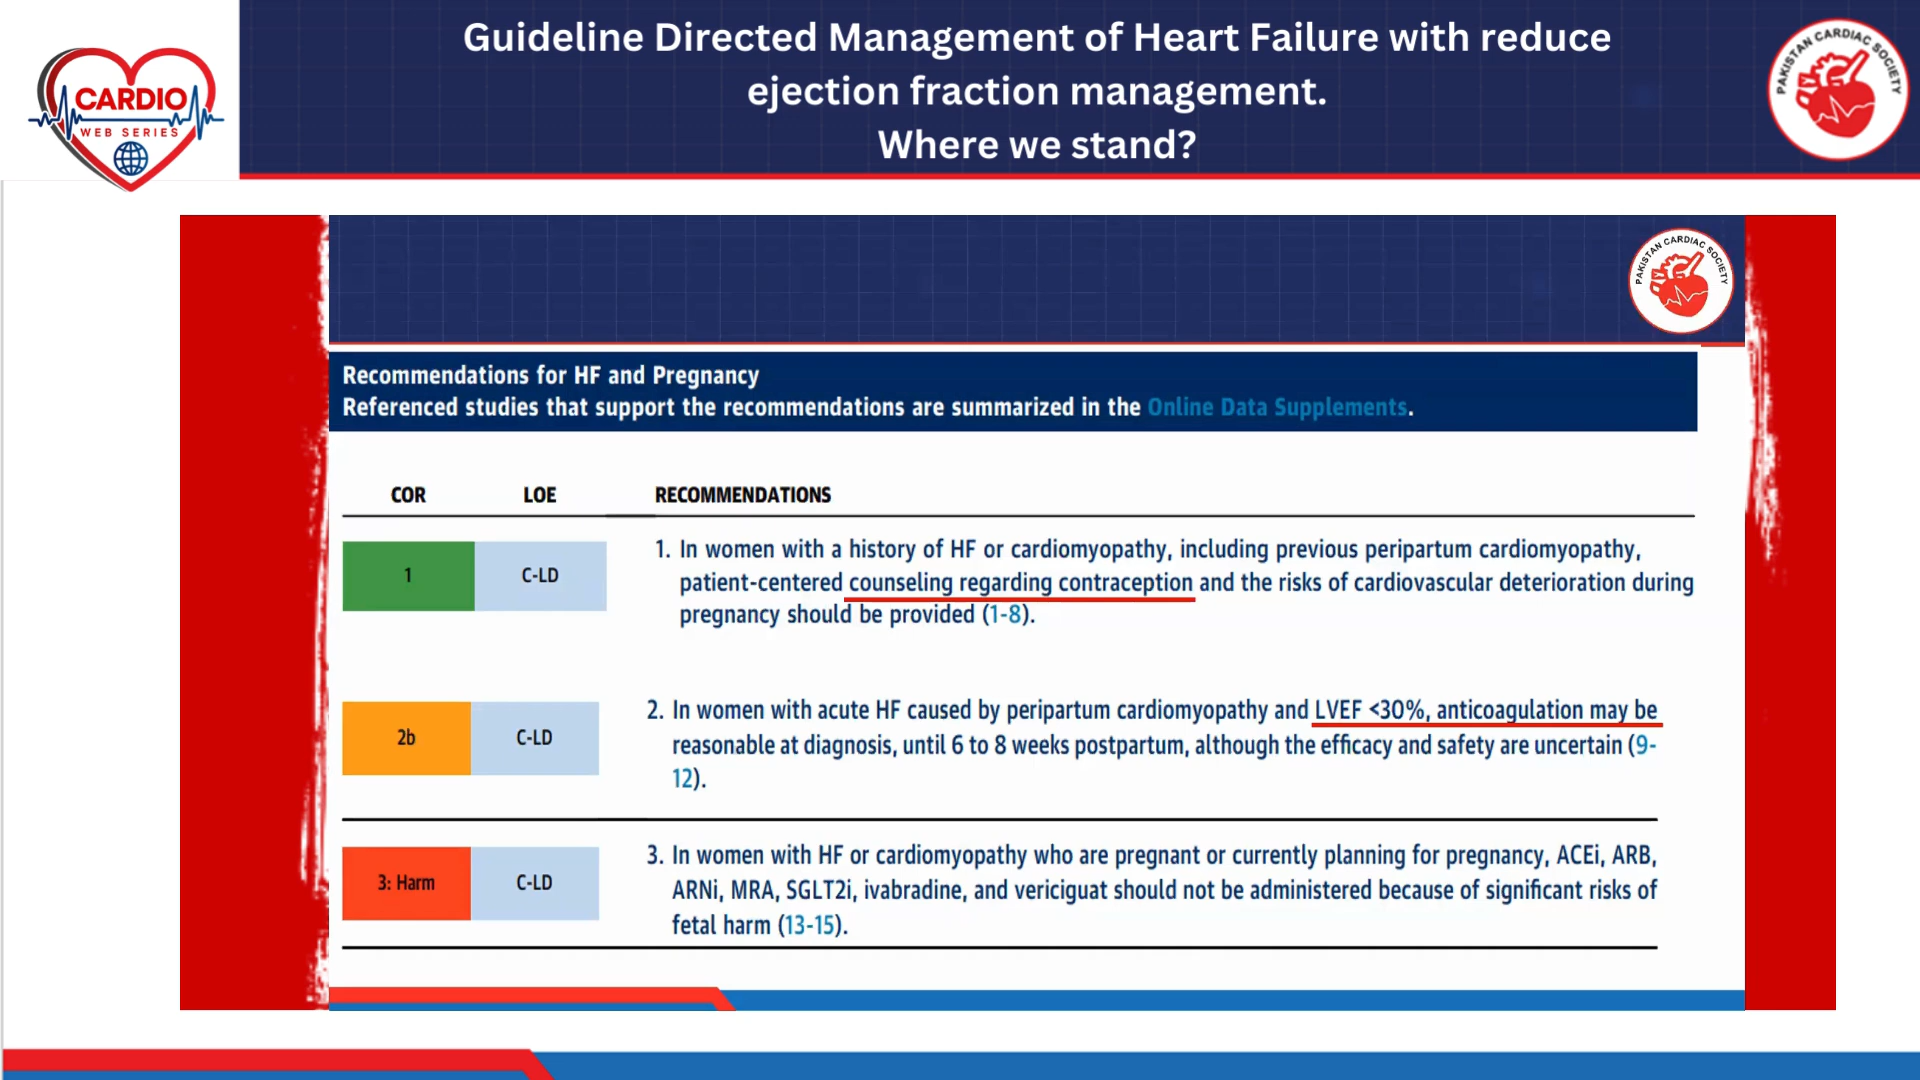 CARDIO
WEB SERIES
Guideline Directed Management of Heart Failure with reduce
ejection fraction management.
Where we stand?
PAKISTAN CARDIAC SOCIETY
PAKISTAN CARDIAC SOCIETY
Recommendations for HF and Pregnancy
Referenced studies that support the recommendations are summarized in the Online Data Supplements.
COR LOE RECOMMENDATIONS
1 C-LD 1. In women with a history of HF or cardiomyopathy, including previous peripartum cardiomyopathy,
patient-centered counseling regarding contraception and the risks of cardiovascular deterioration during
pregnancy should be provided (1-8).
2b C-LD 2. In women with acute HF caused by peripartum cardiomyopathy and LVEF <30%, anticoagulation may be
reasonable at diagnosis, until 6 to 8 weeks postpartum, although the efficacy and safety are uncertain (9-
12).
3: Harm C-LD 3. In women with HF or cardiomyopathy who are pregnant or currently planning for pregnancy, ACEi, ARB,
ARNi, MRA, SGLT2i, ivabradine, and vericiguat should not be administered because of significant risks of
fetal harm (13-15).